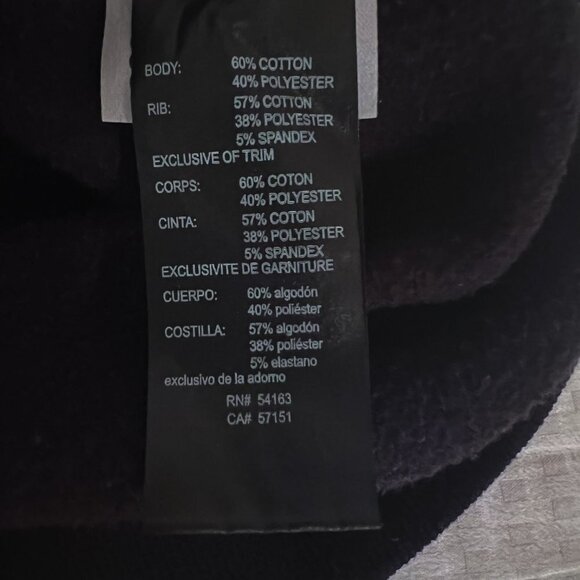 BODY: 60% COTTON
40% POLYESTER
RIB: 57% COTTON
38% POLYESTER
5% SPANDEX
EXCLUSIVE OF TRIM
CORPS: 60% COTON
40% POLYESTER
CINTA: 57% COTON
38% POLYESTER
5% SPANDEX
EXCLUSIVITE DE GARNITURE
CUERPO: 60% algodón
40% poliéster
COSTILLA: 57% algodón
38% poliéster
5% elastano
exclusivo de la adorno
RN# 54163
CA# 57151